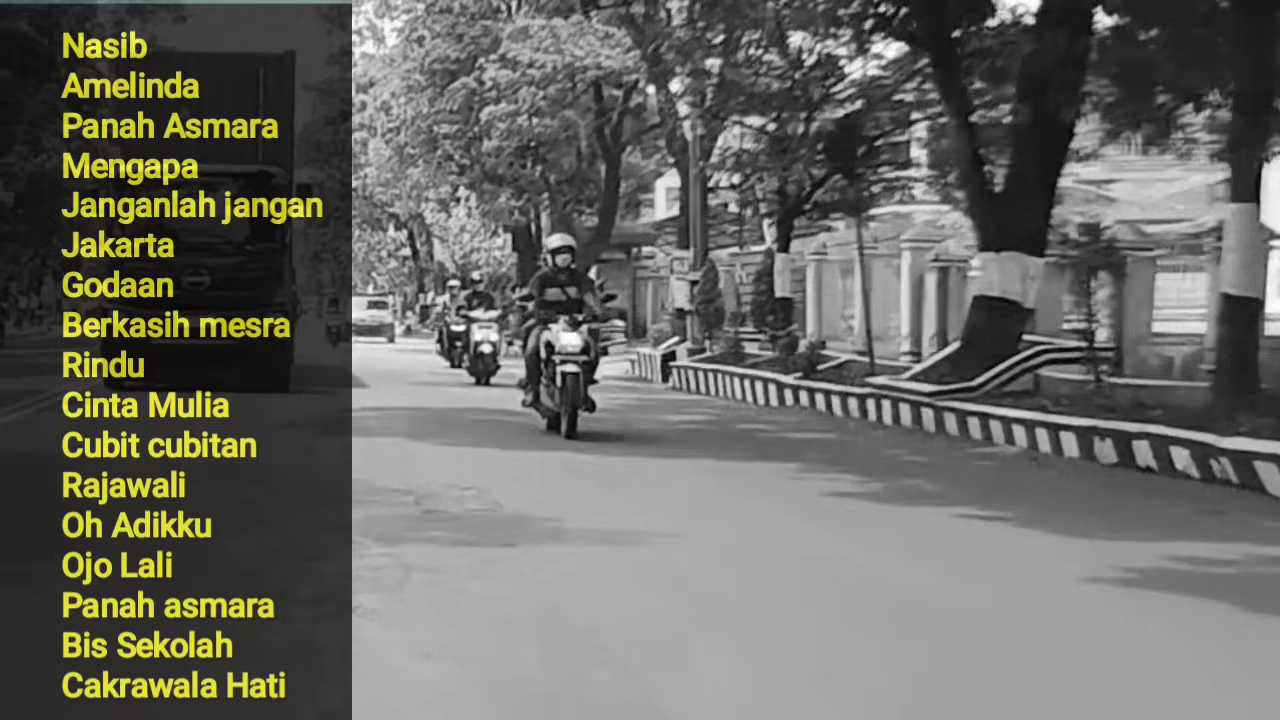 Nasib
Amelinda
Panah Asmara
Mengapa
Janganlah jangan
Jakarta
Godaan
Berkasih mesra
Rindu
Cinta Mulia
Cubit cubitan
Rajawali
Oh Adikku
Ojo Lali
Panah asmara
Bis Sekolah
Cakrawala Hati